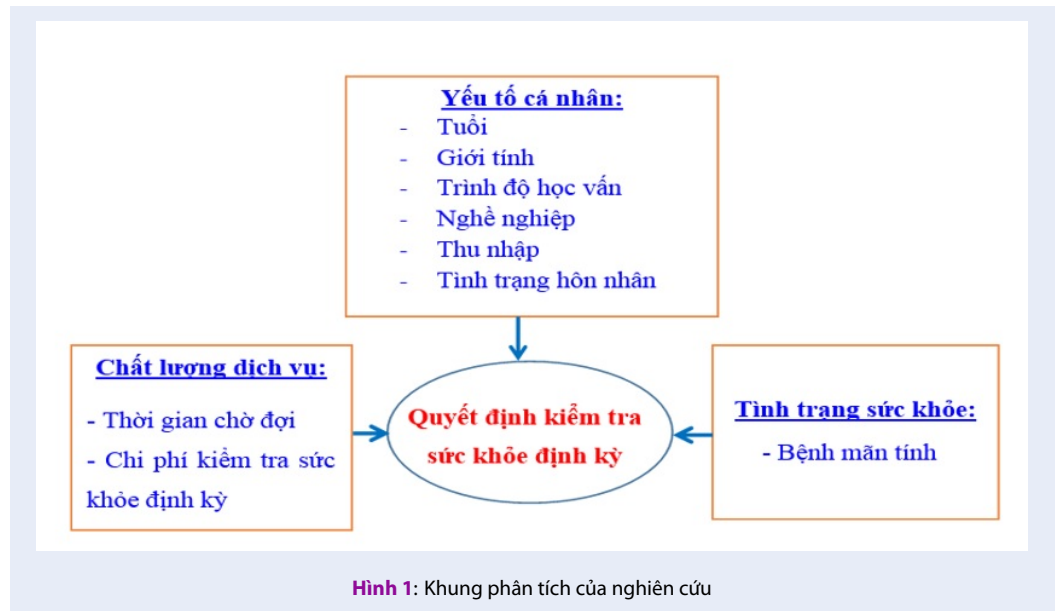 Yếu tố cá nhân:
- Tuổi
- Giới tính
- Trình độ học vấn
- Nghề nghiệp
- Thu nhập
- Tình trạng hôn nhân
Chất lượng dịch vụ:
- Thời gian chờ đợi
- Chi phí kiểm tra sức
khỏe định kỳ
Quyết định kiểm tra
sức khỏe định kỳ
Tình trạng sức khỏe:
- Bệnh mãn tính
Hình 1: Khung phân tích của nghiên cứu